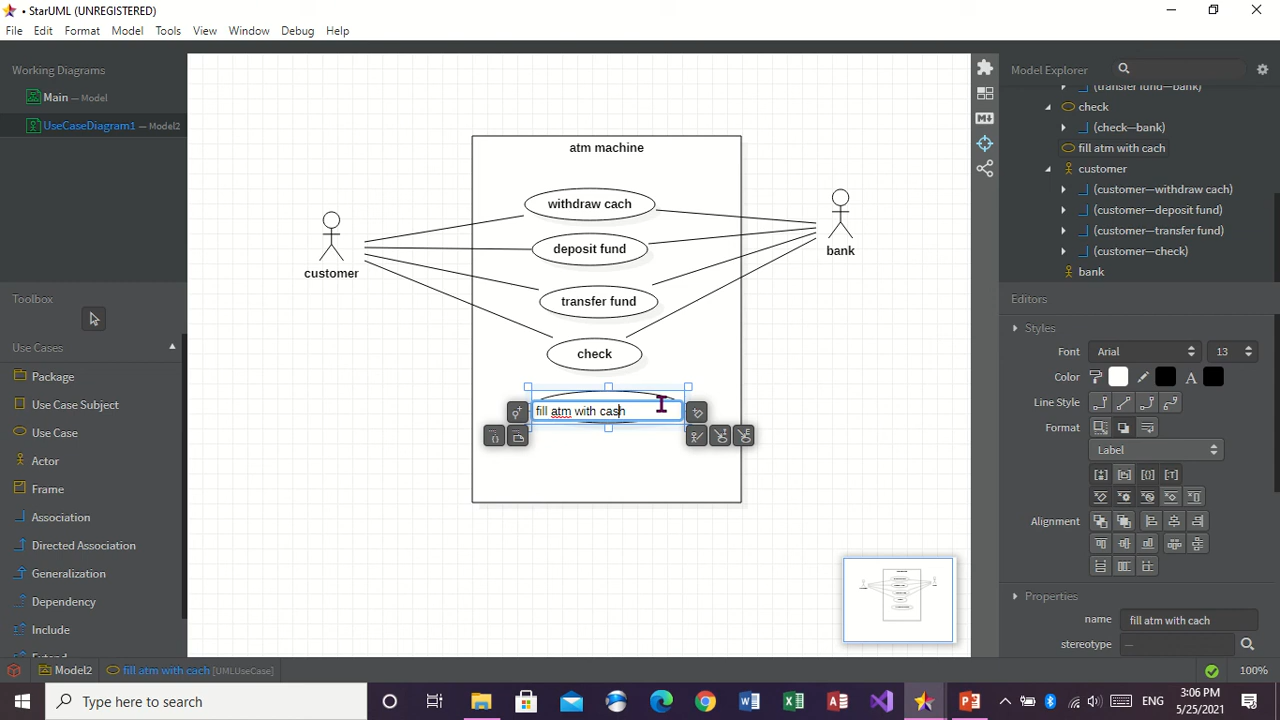 StarUML (UNREGISTERED)
File Edit Format Model Tools View Window Debug Help
Working Diagrams
Main — Model
UseCaseDiagram1 — Model2
Toolbox
Use Cases
Package
Use Case Subject
Use Case
Actor
Frame
Association
Directed Association
Generalization
Dependency
Include
Extend
atm machine
withdraw cach
deposit fund
transfer fund
check
fill atm with cash
customer
bank
Model Explorer
(transfer fund—bank)
check
(check—bank)
fill atm with cach
customer
(customer—withdraw cach)
(customer—deposit fund)
(customer—transfer fund)
(customer—check)
bank
Editors
Styles
Font Arial 13
Color
Line Style
Format
Label
Alignment
Properties
name fill atm with cach
stereotype —
Model2 fill atm with cach [UMLUseCase] 100%
Type here to search
ENG
3:06 PM
5/25/2021